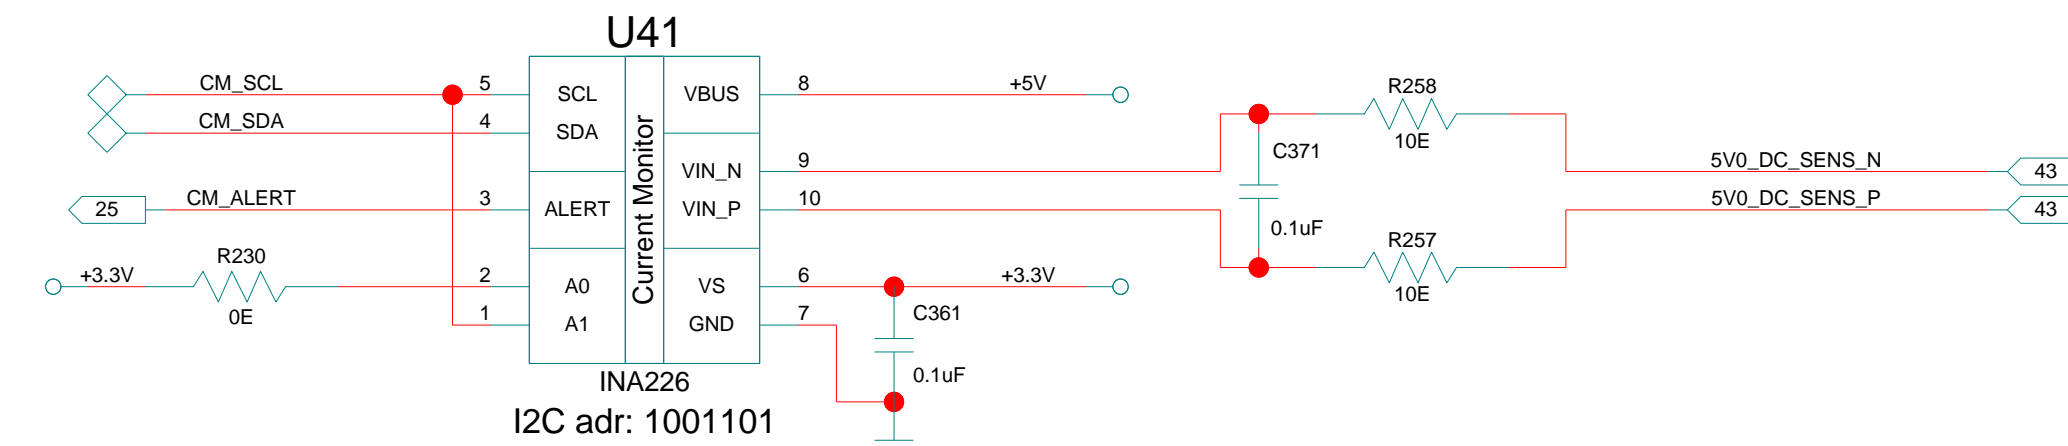 U41
CM_SCL
5
SCL
VBUS
8
+5V
CM_SDA
4
SDA
R258
10E
C371
0.1uF
9
VIN_N
5V0_DC_SENS_N
43
25
CM_ALERT
3
ALERT
VIN_P
10
5V0_DC_SENS_P
43
Current Monitor
R257
10E
R230
+3.3V
0E
2
A0
VS
6
+3.3V
1
A1
GND
7
C361
0.1uF
INA226
I2C adr: 1001101